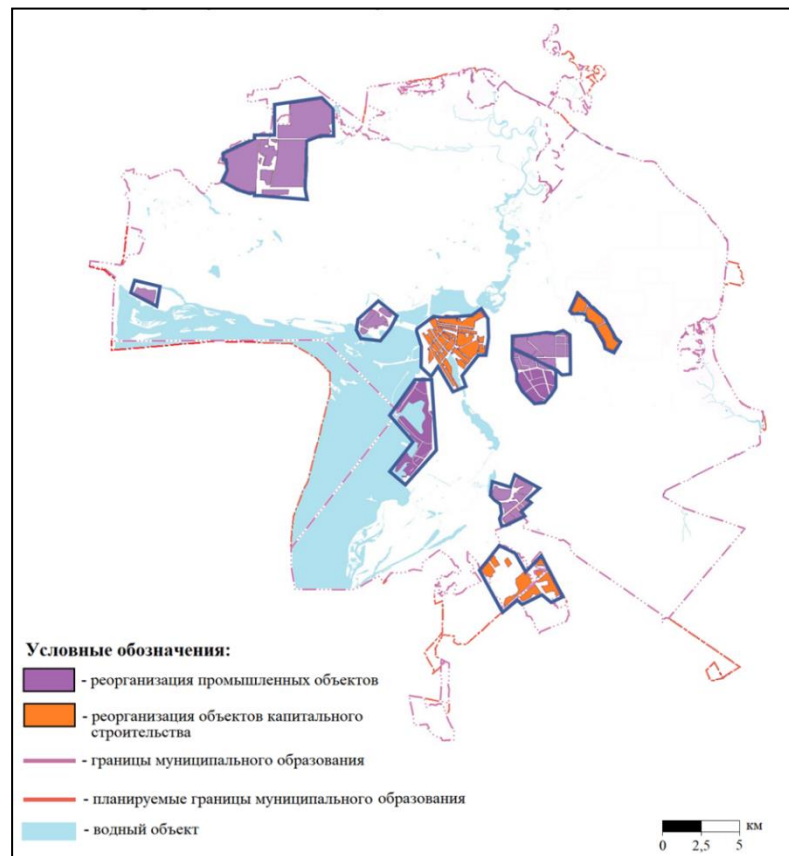 Условные обозначения:
- реорганизация промышленных объектов
- реорганизация объектов капитального
строительства
- границы муниципального образования
- планируемые границы муниципального образования
- водный объект
км
0 2,5 5